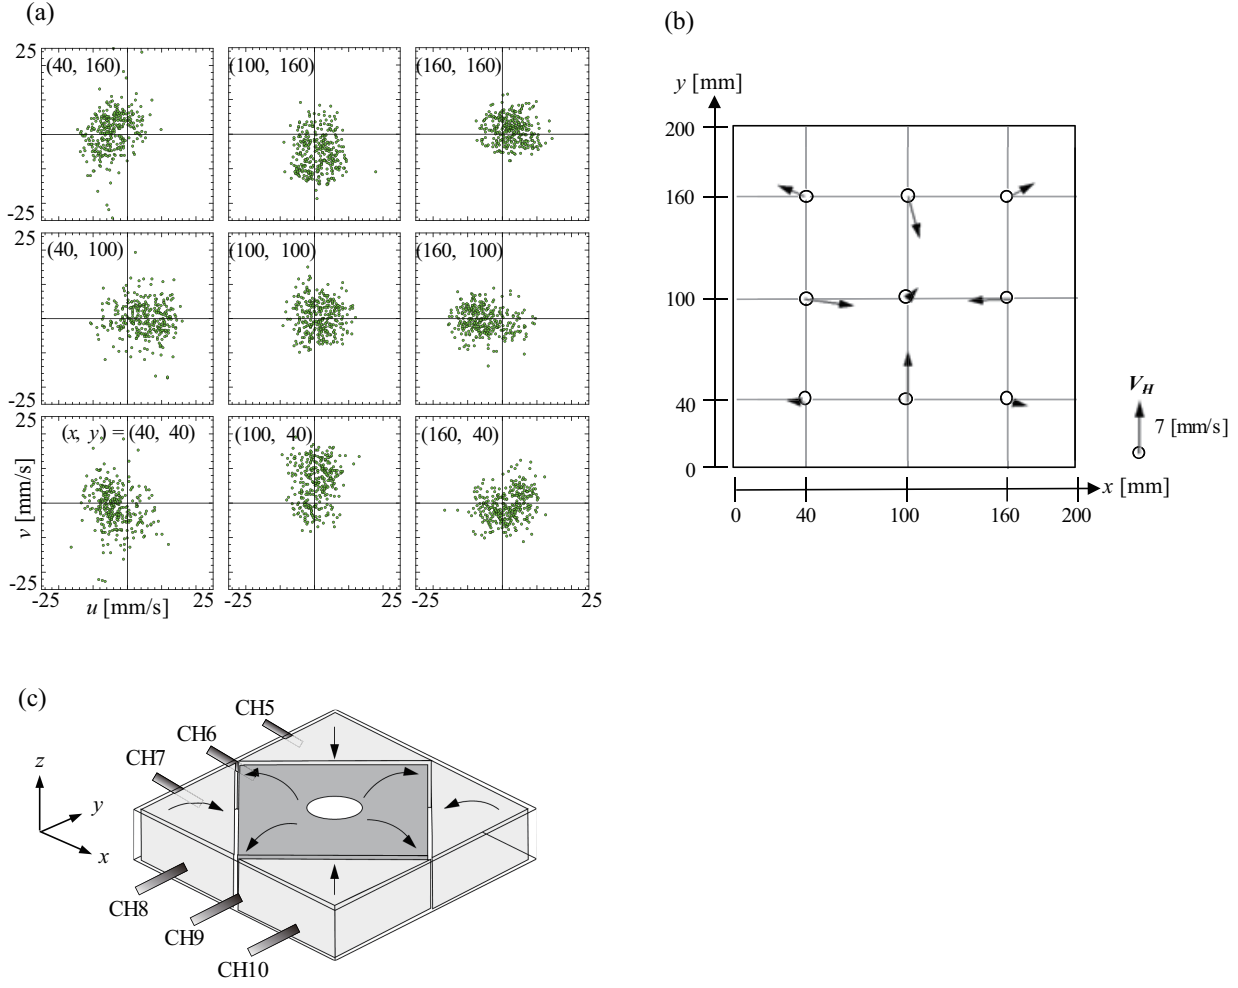 (a)
(b)
25
(40, 160)
(100, 160)
(160, 160)
-25
25
(40, 100)
(100, 100)
(160, 100)
-25
25
(x, y) = (40, 40)
(100, 40)
(160, 40)
v [mm/s]
-25
-25
25
-25
25
-25
25
u [mm/s]
y [mm]
200
160
100
40
0
V_H
7 [mm/s]
x [mm]
0
40
100
160
200
(c)
CH5
CH6
CH7
z
y
x
CH8
CH9
CH10